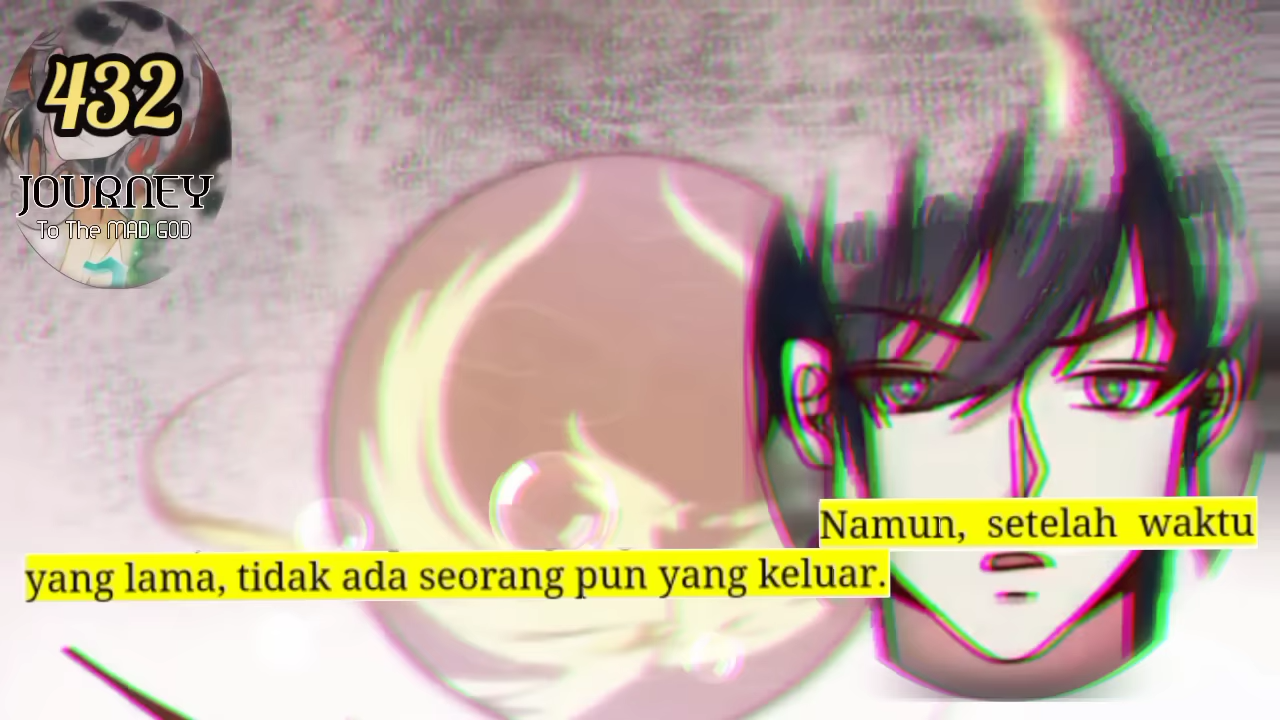 432
JOURNEY
To The MAD GOD
Namun, setelah waktu
yang lama, tidak ada seorang pun yang keluar.